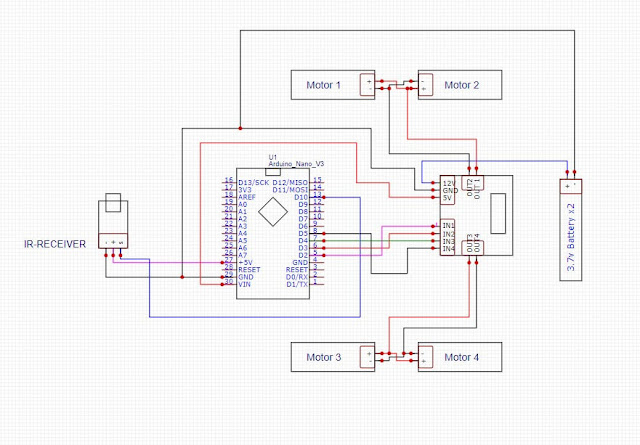 Motor 1
+
-
-
+
Motor 2
U1
Arduino_Nano_V3
16 D13/SCK D12/MISO 15
17 3V3 D11/MOSI 14
18 AREF D10 13
19 A0 D9 12
20 A1 D8 11
21 A2 D7 10
22 A3 D6 9
23 A4 D5 8
24 A5 D4 7
25 A6 D3 6
26 A7 D2 5
27 +5V GND 4
28 RESET RESET 3
29 GND D0/RX 2
30 VIN D1/TX 1
IR-RECEIVER
- + s
12V
GND
5V
OUT2
OUT1
IN1
IN2
IN3
IN4
OUT3
OUT4
+ -
3.7v Battery x2
Motor 3
+
-
-
+
Motor 4